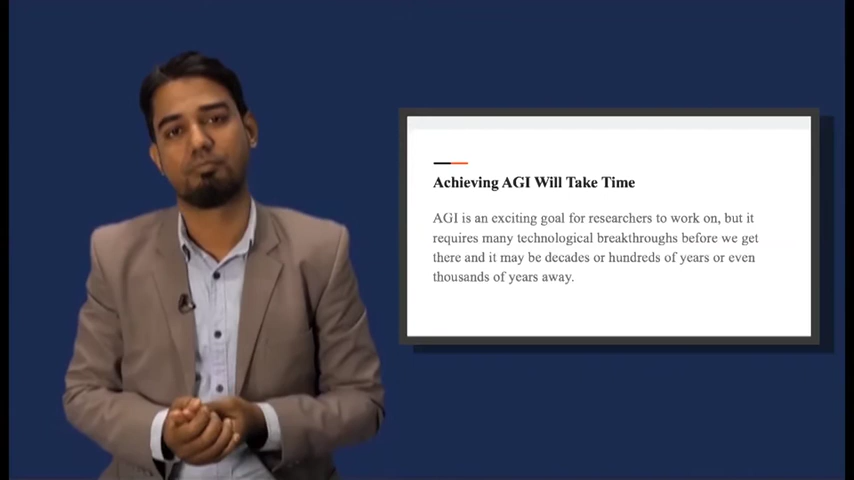 Achieving AGI Will Take Time
AGI is an exciting goal for researchers to work on, but it
requires many technological breakthroughs before we get
there and it may be decades or hundreds of years or even
thousands of years away.